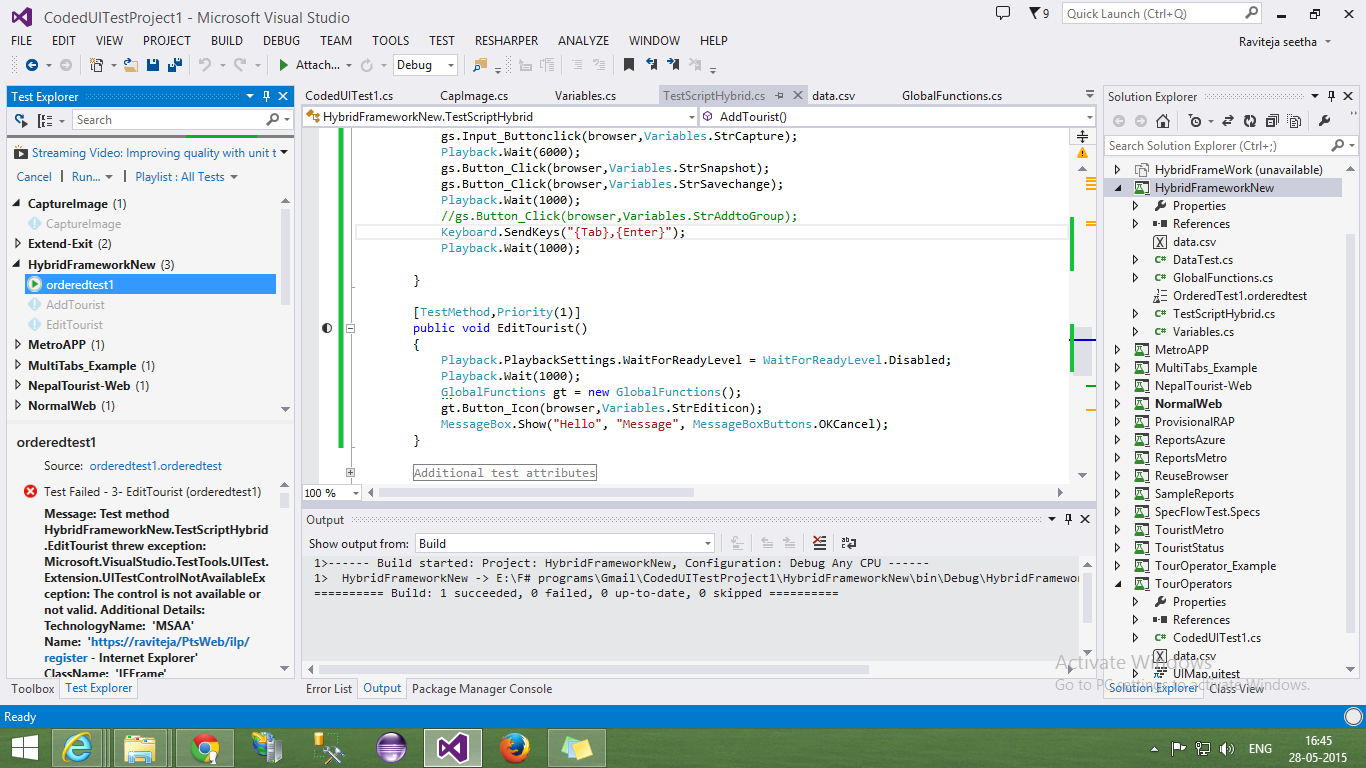 CodedUITestProject1 - Microsoft Visual Studio
9
Quick Launch (Ctrl+Q)
FILE EDIT VIEW PROJECT BUILD DEBUG TEAM TOOLS TEST RESHARPER ANALYZE WINDOW HELP
Raviteja seetha
Attach... Debug
Test Explorer
Search
Streaming Video: Improving quality with unit t
Cancel Run... Playlist : All Tests
CaptureImage (1)
CaptureImage
Extend-Exit (2)
HybridFrameworkNew (3)
orderedtest1
AddTourist
EditTourist
MetroAPP (1)
MultiTabs_Example (1)
NepalTourist-Web (1)
NormalWeb (1)
orderedtest1
Source: orderedtest1.orderedtest
Test Failed - 3- EditTourist (orderedtest1)
Message: Test method
HybridFrameworkNew.TestScriptHybrid
.EditTourist threw exception:
Microsoft.VisualStudio.TestTools.UITest.
Extension.UITestControlNotAvailableEx
ception: The control is not available or
not valid. Additional Details:
TechnologyName: 'MSAA'
Name: 'https://raviteja/PtsWeb/ilp/
register - Internet Explorer'
ClassName: 'IEFrame'
Toolbox Test Explorer
CodedUITest1.cs CapImage.cs Variables.cs TestScriptHybrid.cs data.csv GlobalFunctions.cs
HybridFrameworkNew.TestScriptHybrid AddTourist()
gs.Input_Buttonclick(browser,Variables.StrCapture);
Playback.Wait(6000);
gs.Button_Click(browser,Variables.StrSnapshot);
gs.Button_Click(browser,Variables.StrSavechange);
Playback.Wait(1000);
//gs.Button_Click(browser,Variables.StrAddtoGroup);
Keyboard.SendKeys("{Tab},{Enter}");
Playback.Wait(1000);
}
[TestMethod,Priority(1)]
public void EditTourist()
{
Playback.PlaybackSettings.WaitForReadyLevel = WaitForReadyLevel.Disabled;
Playback.Wait(1000);
GlobalFunctions gt = new GlobalFunctions();
gt.Button_Icon(browser,Variables.StrEditicon);
MessageBox.Show("Hello", "Message", MessageBoxButtons.OKCancel);
}
Additional test attributes
100 %
Output
Show output from: Build
1>------ Build started: Project: HybridFrameworkNew, Configuration: Debug Any CPU ------
1>  HybridFrameworkNew -> E:\F# programs\Gmail\CodedUITestProject1\HybridFrameworkNew\bin\Debug\HybridFramewo
========== Build: 1 succeeded, 0 failed, 0 up-to-date, 0 skipped ==========
Error List Output Package Manager Console
Solution Explorer
Search Solution Explorer (Ctrl+;)
HybridFrameWork (unavailable)
HybridFrameworkNew
Properties
References
data.csv
DataTest.cs
GlobalFunctions.cs
OrderedTest1.orderedtest
TestScriptHybrid.cs
Variables.cs
MetroAPP
MultiTabs_Example
NepalTourist-Web
NormalWeb
ProvisionalRAP
ReportsAzure
ReportsMetro
ReuseBrowser
SampleReports
SpecFlowTest.Specs
TouristMetro
TouristStatus
TourOperator_Example
TourOperators
Properties
References
CodedUITest1.cs
data.csv
UIMap.uitest
Solution Explorer Class View
Activate Windows
Go to PC settings to activate Windows.
Ready
ENG
16:45
28-05-2015